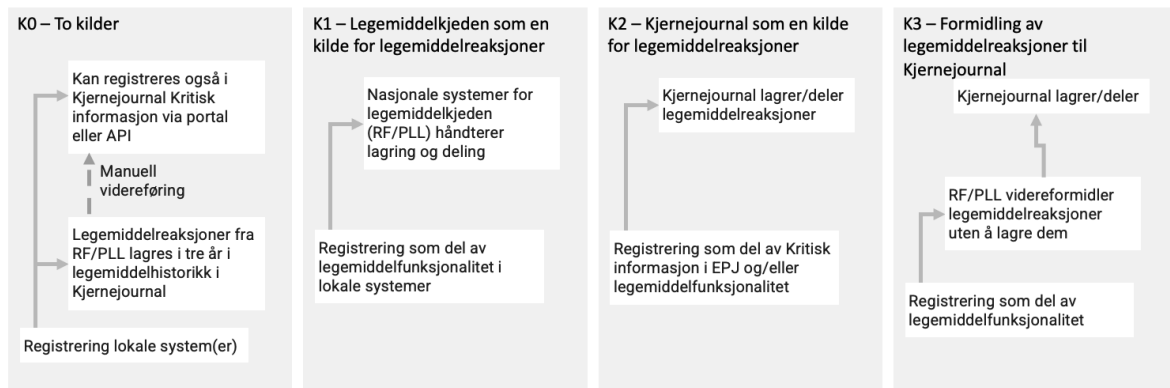 K0 – To kilder
Kan registreres også i
Kjernejournal Kritisk
informasjon via portal
eller API
Manuell
videreføring
Legemiddelreaksjoner fra
RF/PLL lagres i tre år i
legemiddelhistorikk i
Kjernejournal
Registrering lokale system(er)
K1 – Legemiddelkjeden som en
kilde for legemiddelreaksjoner
Nasjonale systemer for
legemiddelkjeden
(RF/PLL) håndterer
lagring og deling
Registrering som del av
legemiddelfunksjonalitet i
lokale systemer
K2 – Kjernejournal som en kilde
for legemiddelreaksjoner
Kjernejournal lagrer/deler
legemiddelreaksjoner
Registrering som del av Kritisk
informasjon i EPJ og/eller
legemiddelfunksjonalitet
K3 – Formidling av
legemiddelreaksjoner til
Kjernejournal
Kjernejournal lagrer/deler
RF/PLL videreformidler
legemiddelreaksjoner
uten å lagre dem
Registrering som del av
legemiddelfunksjonalitet